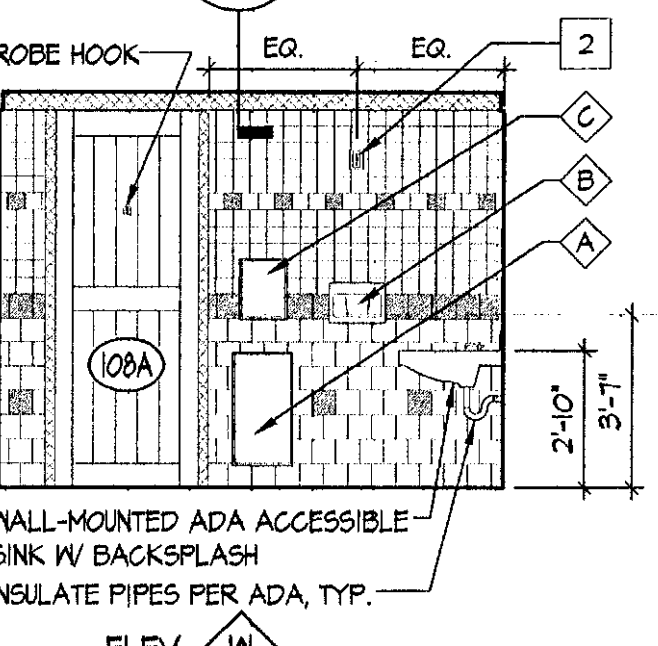 ROBE HOOK
EQ.
EQ.
2
C
B
A
108A
2'-10"
3'-7"
WALL-MOUNTED ADA ACCESSIBLE
SINK W/ BACKSPLASH
INSULATE PIPES PER ADA, TYP.
ELEV
W